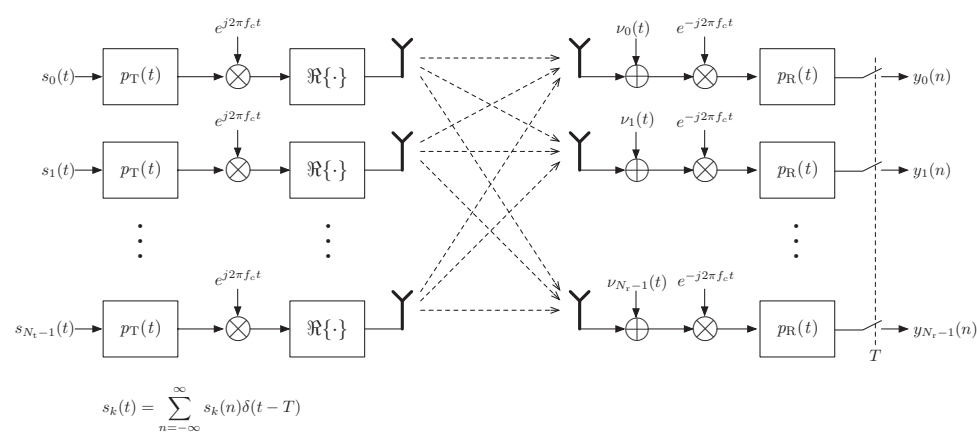 e^{j2πf_c t} ν_0(t) e^{-j2πf_c t}
s_0(t) p_T(t) ℜ{·} p_R(t) y_0(n)
e^{j2πf_c t} ν_1(t) e^{-j2πf_c t}
s_1(t) p_T(t) ℜ{·} p_R(t) y_1(n)
e^{j2πf_c t} ν_{N_r−1}(t) e^{-j2πf_c t}
s_{N_t−1}(t) p_T(t) ℜ{·} p_R(t) y_{N_r−1}(n)
T
s_k(t) = ∑_{n=−∞}^{∞} s_k(n)δ(t − T)